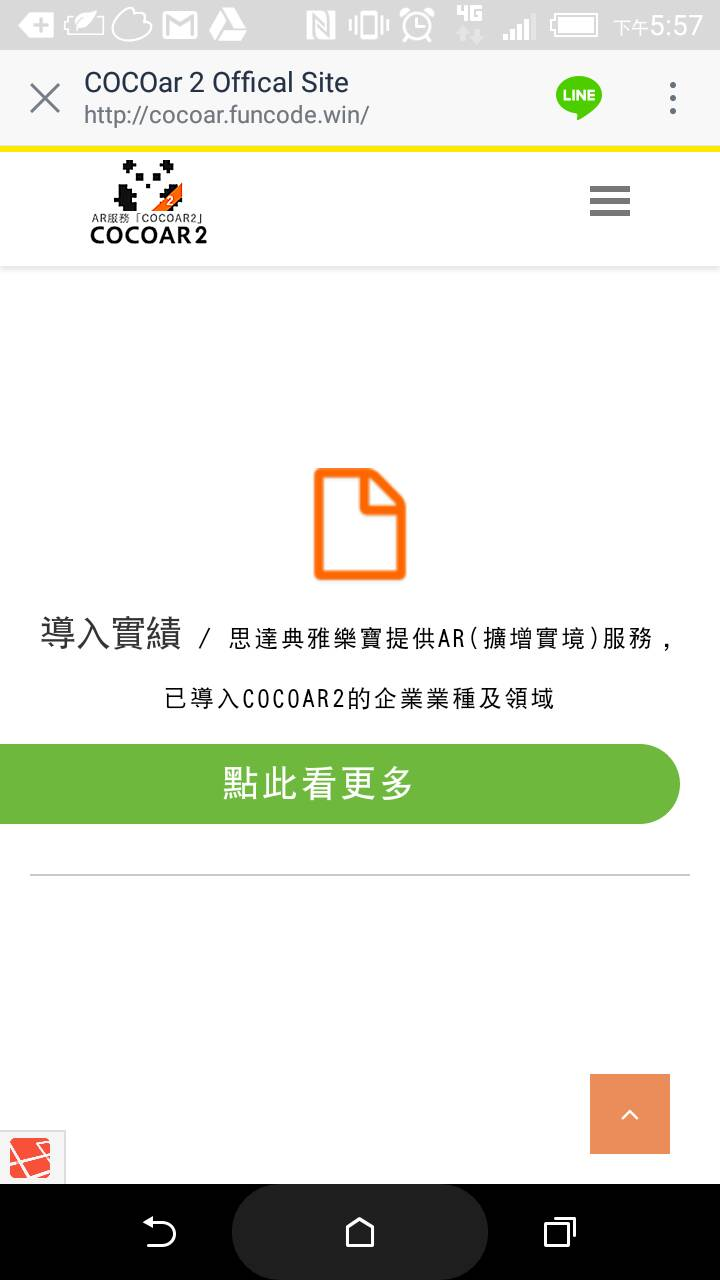 4G
下午5:57
COCOar 2 Offical Site
http://cocoar.funcode.win/
LINE
2
AR服務「COCOAR2」
COCOAR2
導入實績 / 思達典雅樂寶提供AR(擴增實境)服務，
已導入COCOAR2的企業業種及領域
點此看更多